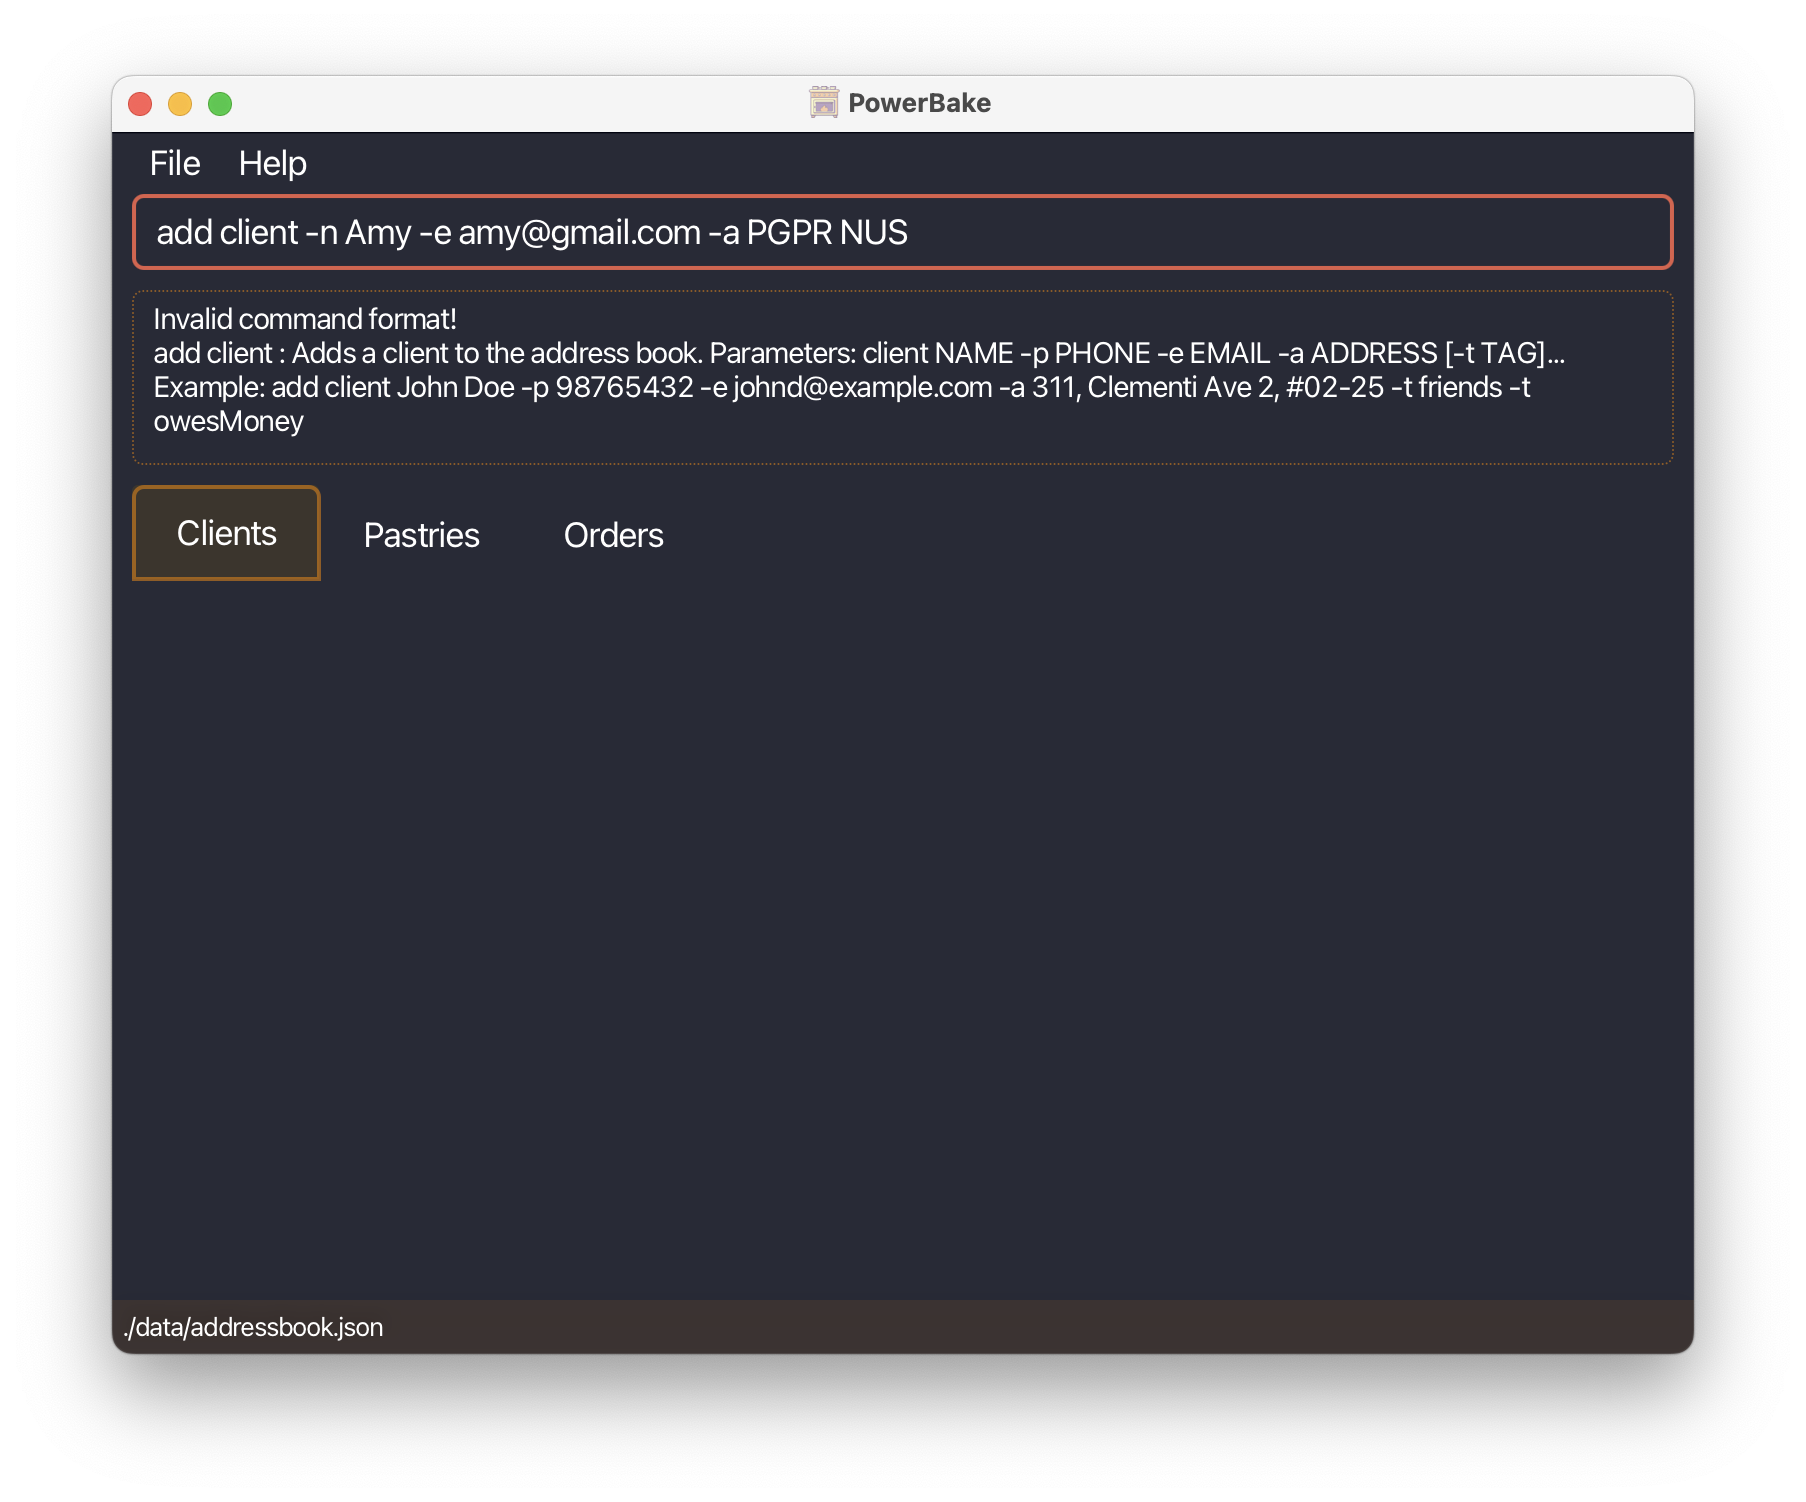 PowerBake
File Help
add client -n Amy -e amy@gmail.com -a PGPR NUS
Invalid command format!
add client : Adds a client to the address book. Parameters: client NAME -p PHONE -e EMAIL -a ADDRESS [-t TAG]...
Example: add client John Doe -p 98765432 -e johnd@example.com -a 311, Clementi Ave 2, #02-25 -t friends -t
owesMoney
Clients Pastries Orders
./data/addressbook.json